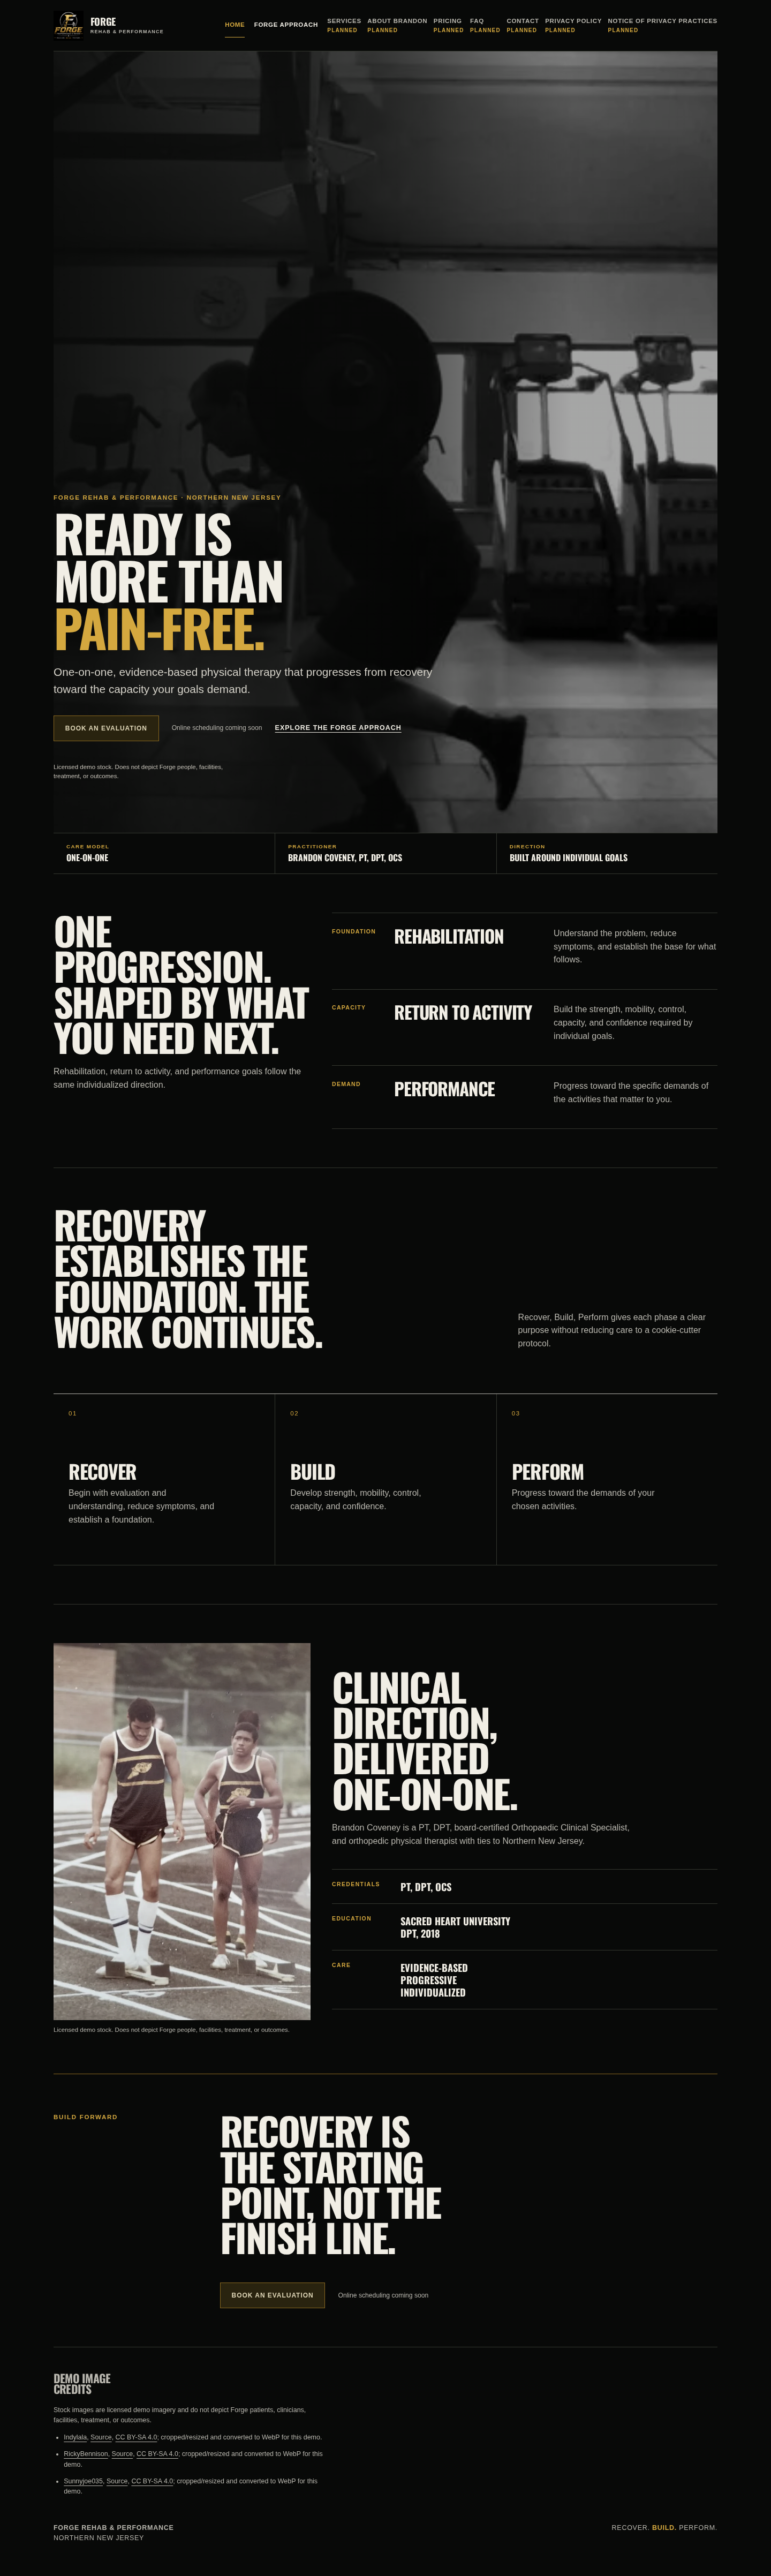 FORGE
FORGE
REHAB & PERFORMANCE
HOME
FORGE APPROACH
SERVICES
PLANNED
ABOUT BRANDON
PLANNED
PRICING
PLANNED
FAQ
PLANNED
CONTACT
PLANNED
PRIVACY POLICY
PLANNED
NOTICE OF PRIVACY PRACTICES
PLANNED
FORGE REHAB & PERFORMANCE · NORTHERN NEW JERSEY
READY IS
MORE THAN
PAIN-FREE.
One-on-one, evidence-based physical therapy that progresses from recovery
toward the capacity your goals demand.
BOOK AN EVALUATION
Online scheduling coming soon
EXPLORE THE FORGE APPROACH
Licensed demo stock. Does not depict Forge people, facilities,
treatment, or outcomes.
CARE MODEL
ONE-ON-ONE
PRACTITIONER
BRANDON COVENEY, PT, DPT, OCS
DIRECTION
BUILT AROUND INDIVIDUAL GOALS
ONE
PROGRESSION.
SHAPED BY WHAT
YOU NEED NEXT.
Rehabilitation, return to activity, and performance goals follow the
same individualized direction.
FOUNDATION
REHABILITATION
Understand the problem, reduce
symptoms, and establish the base for what
follows.
CAPACITY
RETURN TO ACTIVITY
Build the strength, mobility, control,
capacity, and confidence required by
individual goals.
DEMAND
PERFORMANCE
Progress toward the specific demands of
the activities that matter to you.
RECOVERY
ESTABLISHES THE
FOUNDATION. THE
WORK CONTINUES.
Recover, Build, Perform gives each phase a clear
purpose without reducing care to a cookie-cutter
protocol.
01
RECOVER
Begin with evaluation and
understanding, reduce symptoms, and
establish a foundation.
02
BUILD
Develop strength, mobility, control,
capacity, and confidence.
03
PERFORM
Progress toward the demands of your
chosen activities.
Licensed demo stock. Does not depict Forge people, facilities, treatment, or outcomes.
CLINICAL
DIRECTION,
DELIVERED
ONE-ON-ONE.
Brandon Coveney is a PT, DPT, board-certified Orthopaedic Clinical Specialist,
and orthopedic physical therapist with ties to Northern New Jersey.
CREDENTIALS
PT, DPT, OCS
EDUCATION
SACRED HEART UNIVERSITY
DPT, 2018
CARE
EVIDENCE-BASED
PROGRESSIVE
INDIVIDUALIZED
BUILD FORWARD
RECOVERY IS
THE STARTING
POINT, NOT THE
FINISH LINE.
BOOK AN EVALUATION
Online scheduling coming soon
DEMO IMAGE
CREDITS
Stock images are licensed demo imagery and do not depict Forge patients, clinicians,
facilities, treatment, or outcomes.
Indylala, Source, CC BY-SA 4.0; cropped/resized and converted to WebP for this demo.
RickyBennison, Source, CC BY-SA 4.0; cropped/resized and converted to WebP for this
demo.
Sunnyjoe035, Source, CC BY-SA 4.0; cropped/resized and converted to WebP for this
demo.
FORGE REHAB & PERFORMANCE
NORTHERN NEW JERSEY
RECOVER. BUILD. PERFORM.